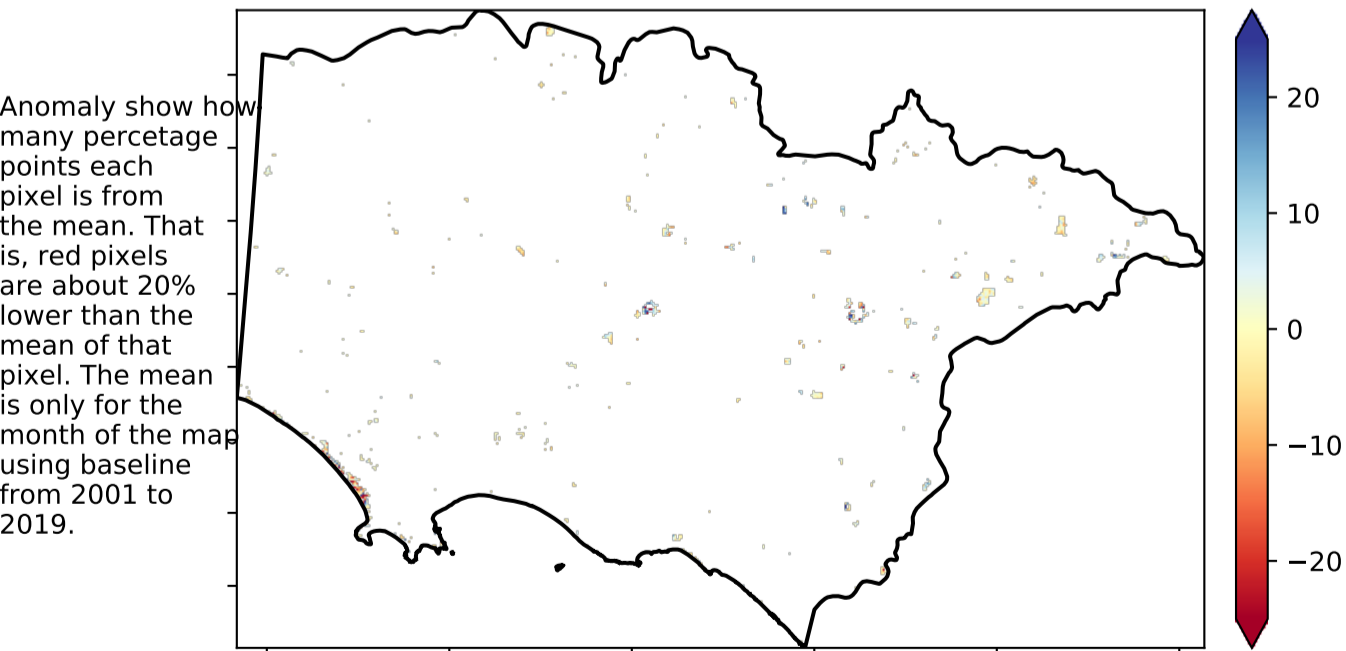 Anomaly show how
many percetage
points each
pixel is from
the mean. That
is, red pixels
are about 20%
lower than the
mean of that
pixel. The mean
is only for the
month of the map
using baseline
from 2001 to
2019.
20
10
0
−10
−20